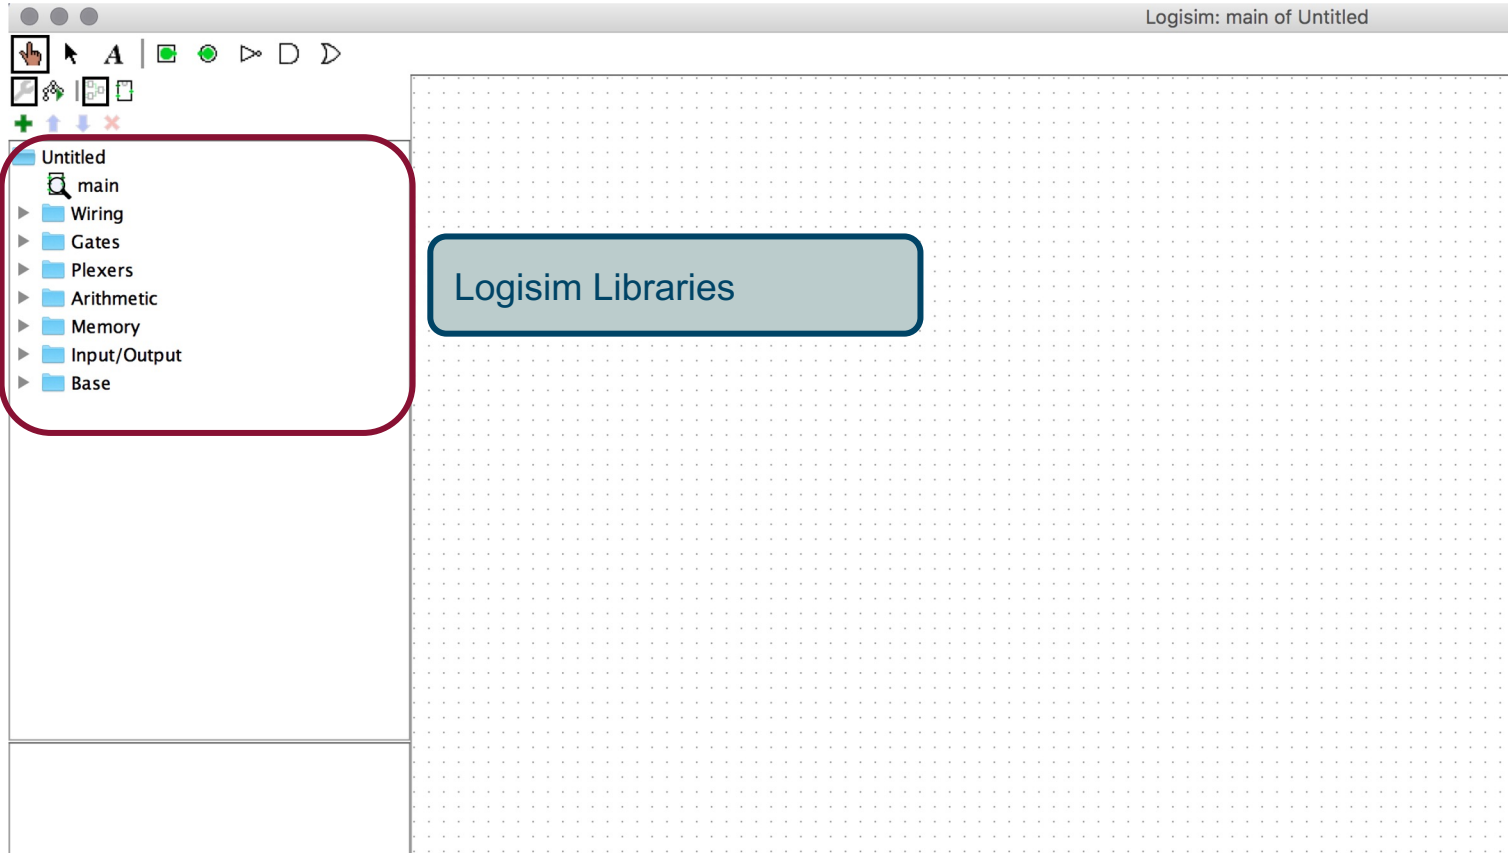 Logisim: main of Untitled
A
Untitled
main
Wiring
Gates
Plexers
Arithmetic
Memory
Input/Output
Base
Logisim Libraries